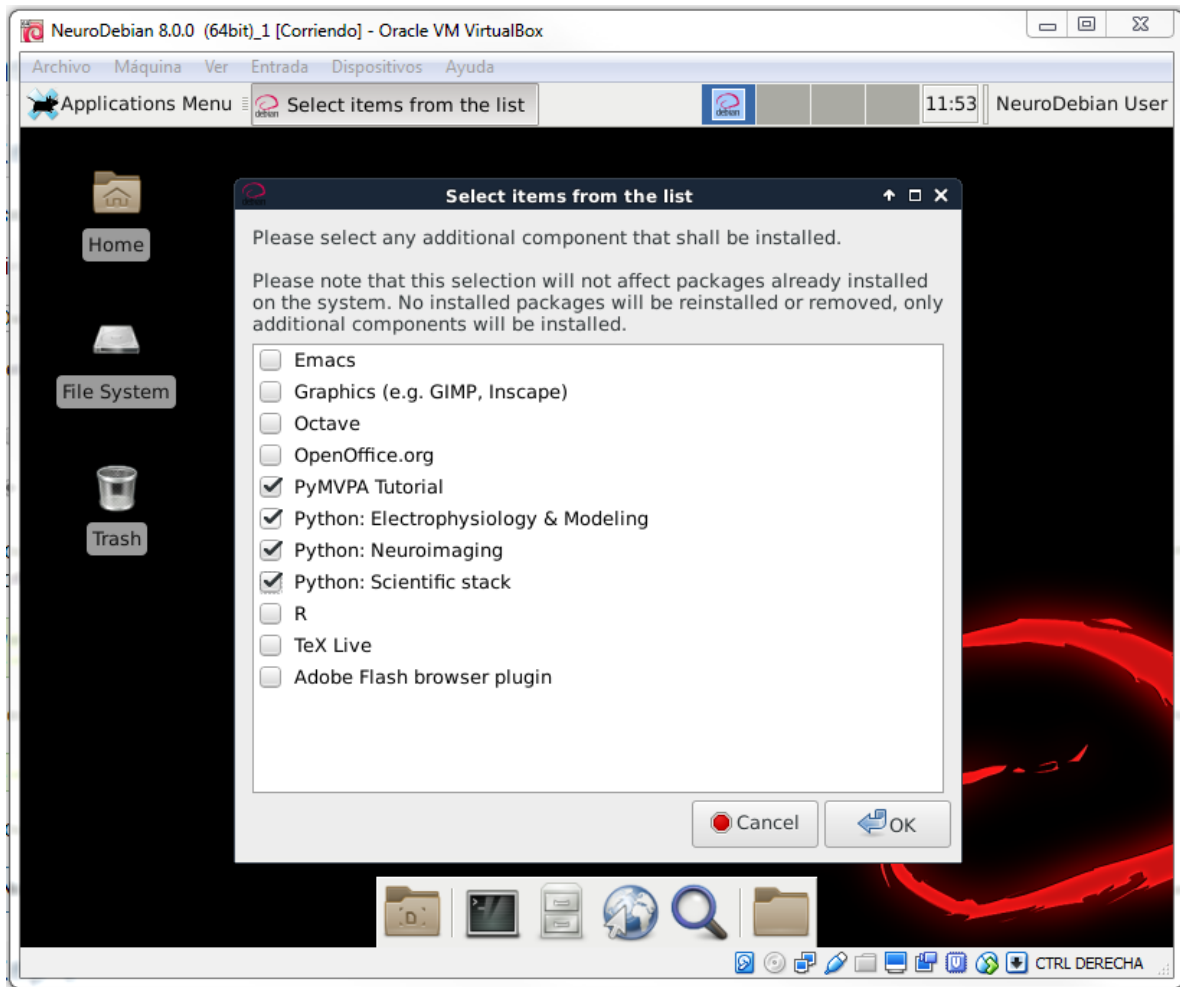 NeuroDebian 8.0.0 (64bit)_1 [Corriendo] - Oracle VM VirtualBox
Archivo Máquina Ver Entrada Dispositivos Ayuda
Applications Menu Select items from the list debian 11:53 NeuroDebian User
Select items from the list
Please select any additional component that shall be installed.
Please note that this selection will not affect packages already installed
on the system. No installed packages will be reinstalled or removed, only
additional components will be installed.
Emacs
Graphics (e.g. GIMP, Inscape)
Octave
OpenOffice.org
PyMVPA Tutorial
Python: Electrophysiology & Modeling
Python: Neuroimaging
Python: Scientific stack
R
TeX Live
Adobe Flash browser plugin
Cancel OK
Home
File System
Trash
CTRL DERECHA